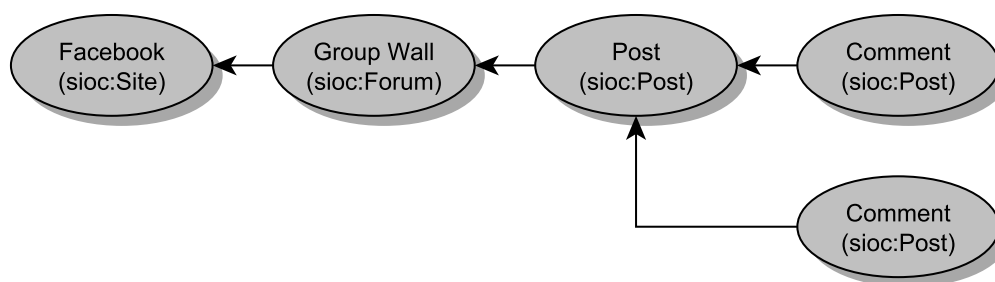 Facebook
(sioc:Site)
Group Wall
(sioc:Forum)
Post
(sioc:Post)
Comment
(sioc:Post)
Comment
(sioc:Post)